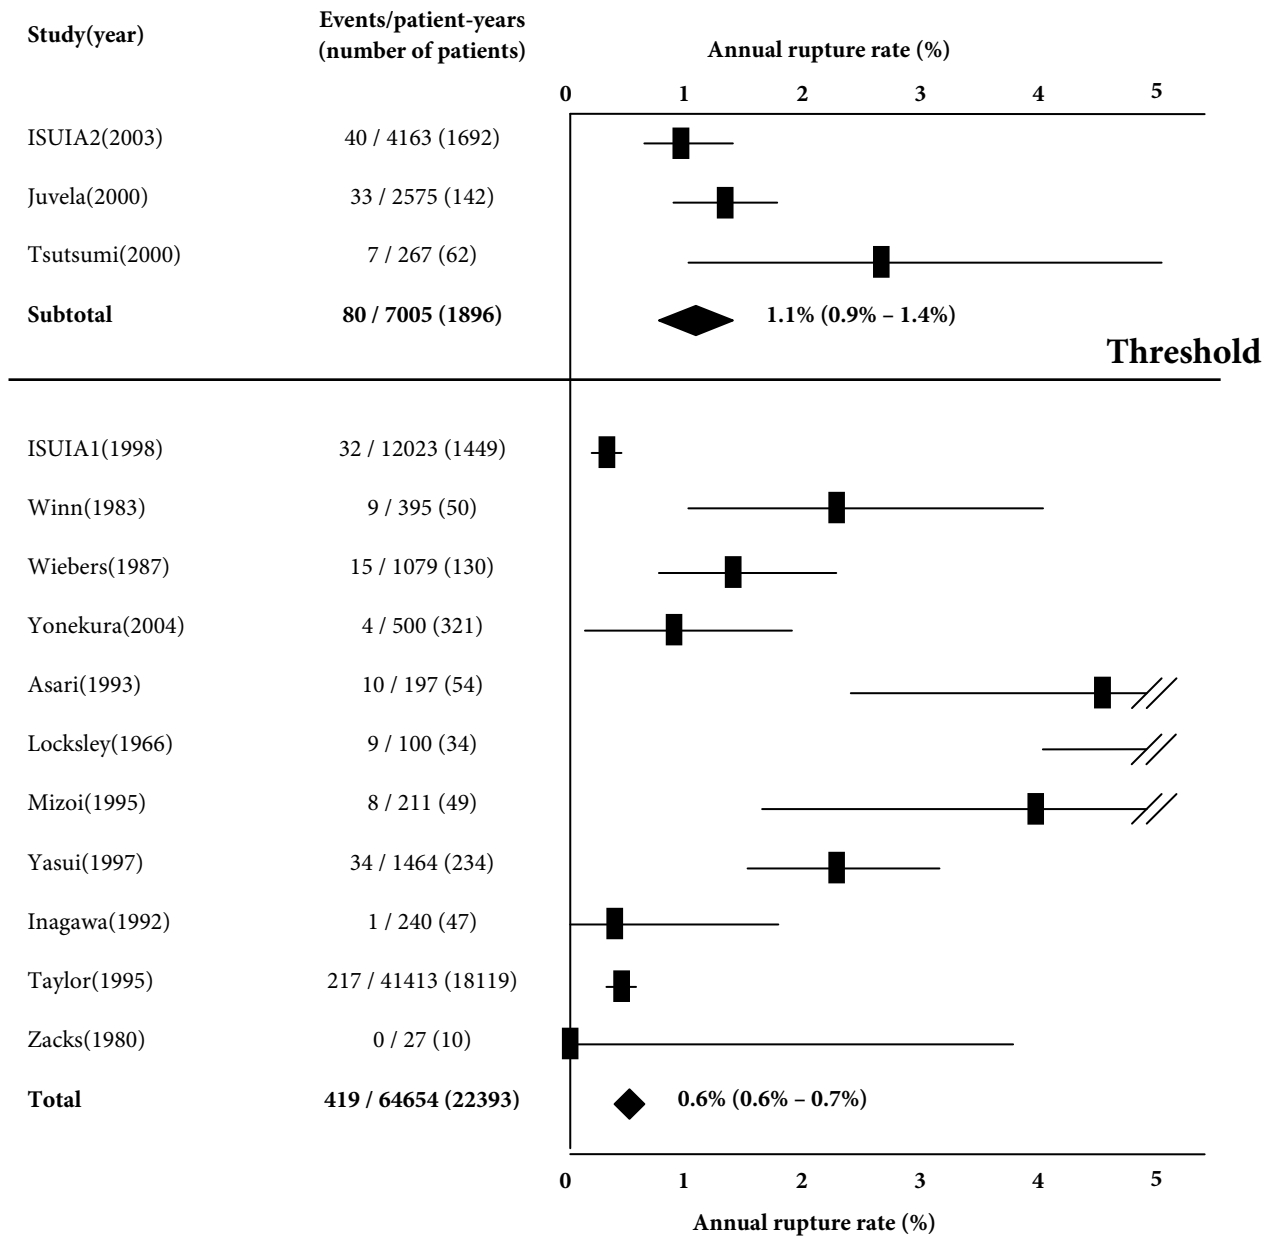 Study(year)
Events/patient-years
(number of patients)
Annual rupture rate (%)
0 1 2 3 4 5
ISUIA2(2003) 40 / 4163 (1692)
Juvela(2000) 33 / 2575 (142)
Tsutsumi(2000) 7 / 267 (62)
Subtotal 80 / 7005 (1896) 1.1% (0.9% – 1.4%)
Threshold
ISUIA1(1998) 32 / 12023 (1449)
Winn(1983) 9 / 395 (50)
Wiebers(1987) 15 / 1079 (130)
Yonekura(2004) 4 / 500 (321)
Asari(1993) 10 / 197 (54)
Locksley(1966) 9 / 100 (34)
Mizoi(1995) 8 / 211 (49)
Yasui(1997) 34 / 1464 (234)
Inagawa(1992) 1 / 240 (47)
Taylor(1995) 217 / 41413 (18119)
Zacks(1980) 0 / 27 (10)
Total 419 / 64654 (22393) 0.6% (0.6% – 0.7%)
0 1 2 3 4 5
Annual rupture rate (%)